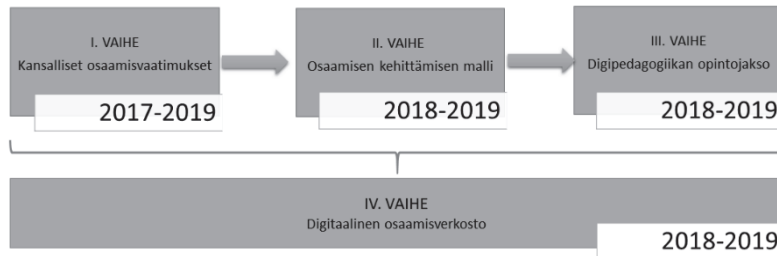 I. VAIHE
Kansalliset osaamisvaatimukset
2017-2019
II. VAIHE
Osaamisen kehittämisen malli
2018-2019
III. VAIHE
Digipedagogiikan opintojakso
2018-2019
IV. VAIHE
Digitaalinen osaamisverkosto
2018-2019